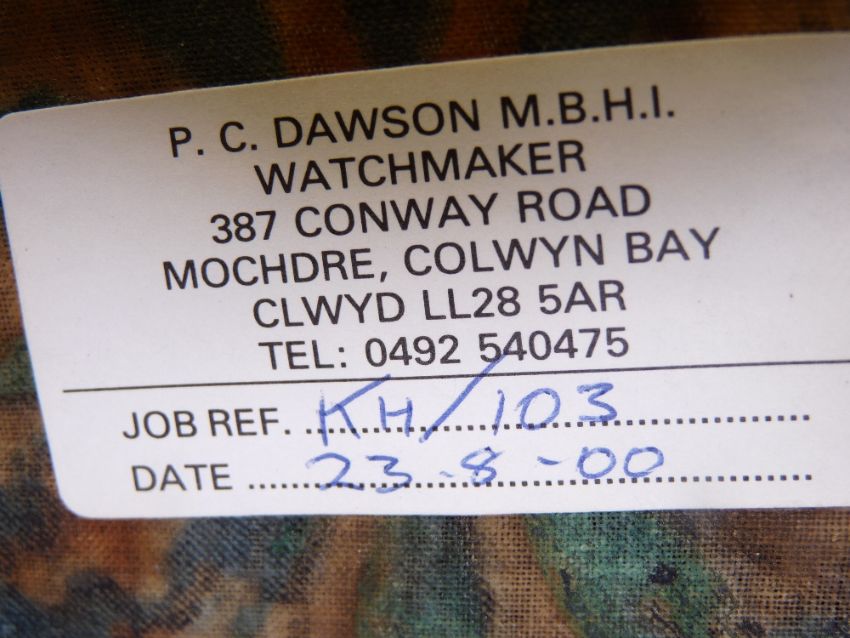 P. C. DAWSON M.B.H.I.
WATCHMAKER
387 CONWAY ROAD
MOCHDRE, COLWYN BAY
CLWYD LL28 5AR
TEL: 0492 540475
JOB REF. KH/103
DATE 23-8-00